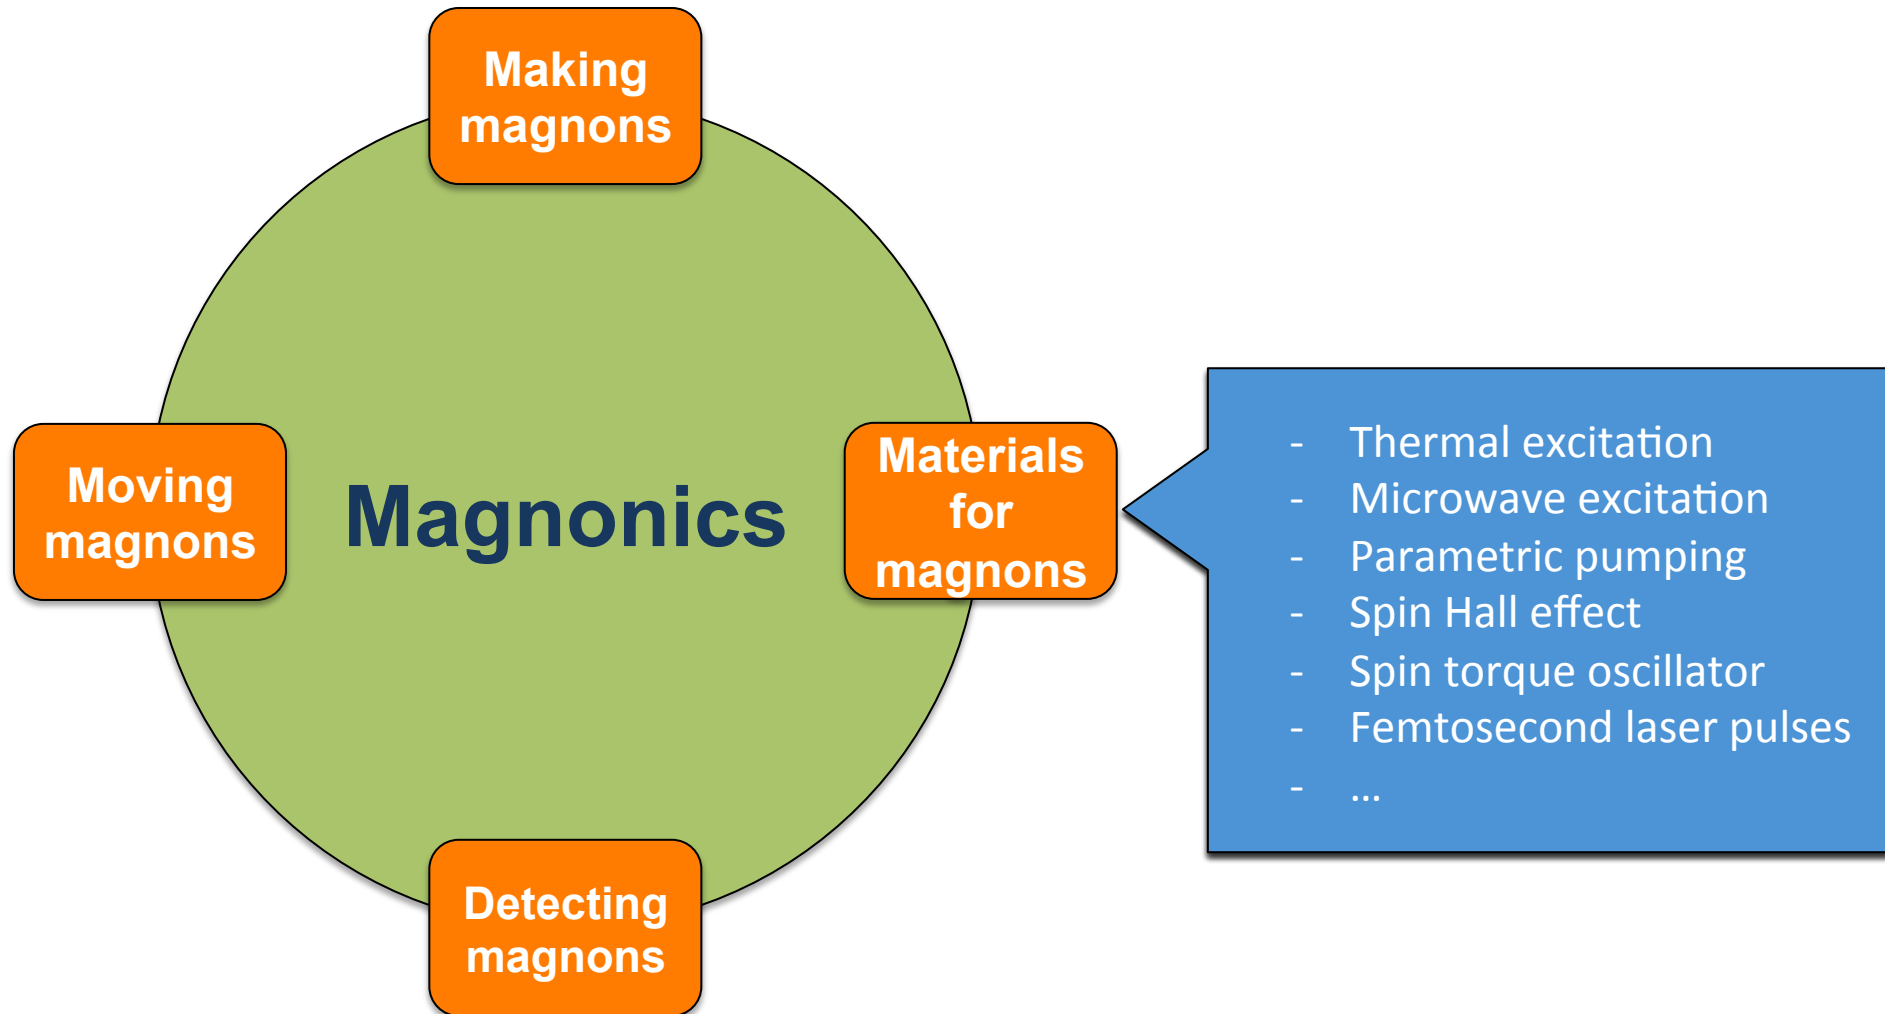 Making
magnons
Moving
magnons
Magnonics
Materials
for
magnons
Detecting
magnons
- Thermal excitation
- Microwave excitation
- Parametric pumping
- Spin Hall effect
- Spin torque oscillator
- Femtosecond laser pulses
- …